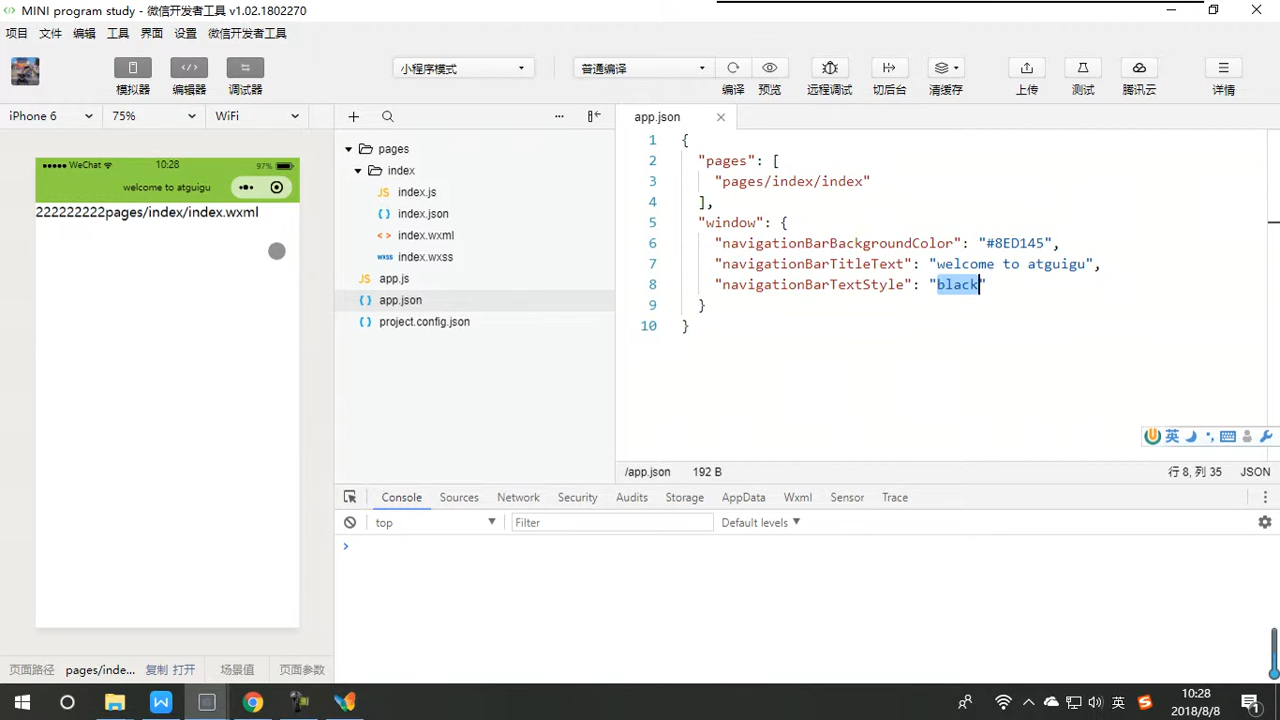 MINI program study - 微信开发者工具 v1.02.1802270
项目 文件 编辑 工具 界面 设置 微信开发者工具
模拟器 编辑器 调试器
小程序模式
普通编译
编译 预览 远程调试 切后台 清缓存 上传 测试 腾讯云 详情
iPhone 6 75% WiFi
WeChat 10:28 97%
welcome to atguigu
222222222pages/index/index.wxml
页面路径 pages/inde... 复制 打开 场景值 页面参数
pages
index
JS index.js
{ } index.json
< > index.wxml
wxss index.wxss
JS app.js
{ } app.json
{ } project.config.json
app.json
1 {
2 "pages": [
3 "pages/index/index"
4 ],
5 "window": {
6 "navigationBarBackgroundColor": "#8ED145",
7 "navigationBarTitleText": "welcome to atguigu",
8 "navigationBarTextStyle": "black"
9 }
10 }
英
/app.json 192 B 行 8, 列 35 JSON
Console Sources Network Security Audits Storage AppData Wxml Sensor Trace
top Filter Default levels
英 10:28
2018/8/8
1